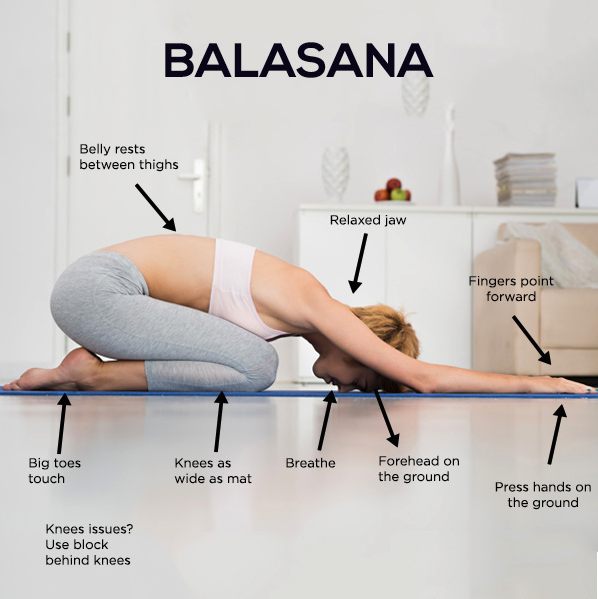 BALASANA
Belly rests
between thighs
Relaxed jaw
Fingers point
forward
Big toes
touch
Knees as
wide as mat
Breathe
Forehead on
the ground
Press hands on
the ground
Knees issues?
Use block
behind knees